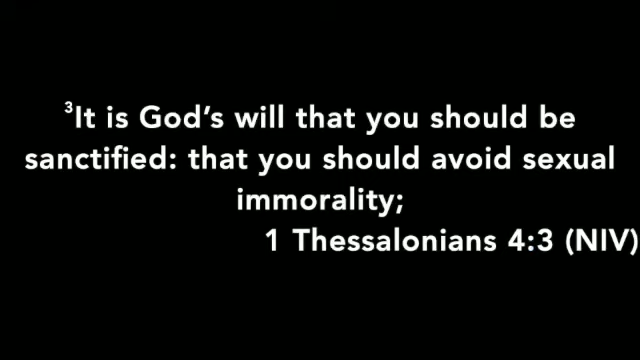 ³It is God’s will that you should be
sanctified: that you should avoid sexual
immorality;
1 Thessalonians 4:3 (NIV)